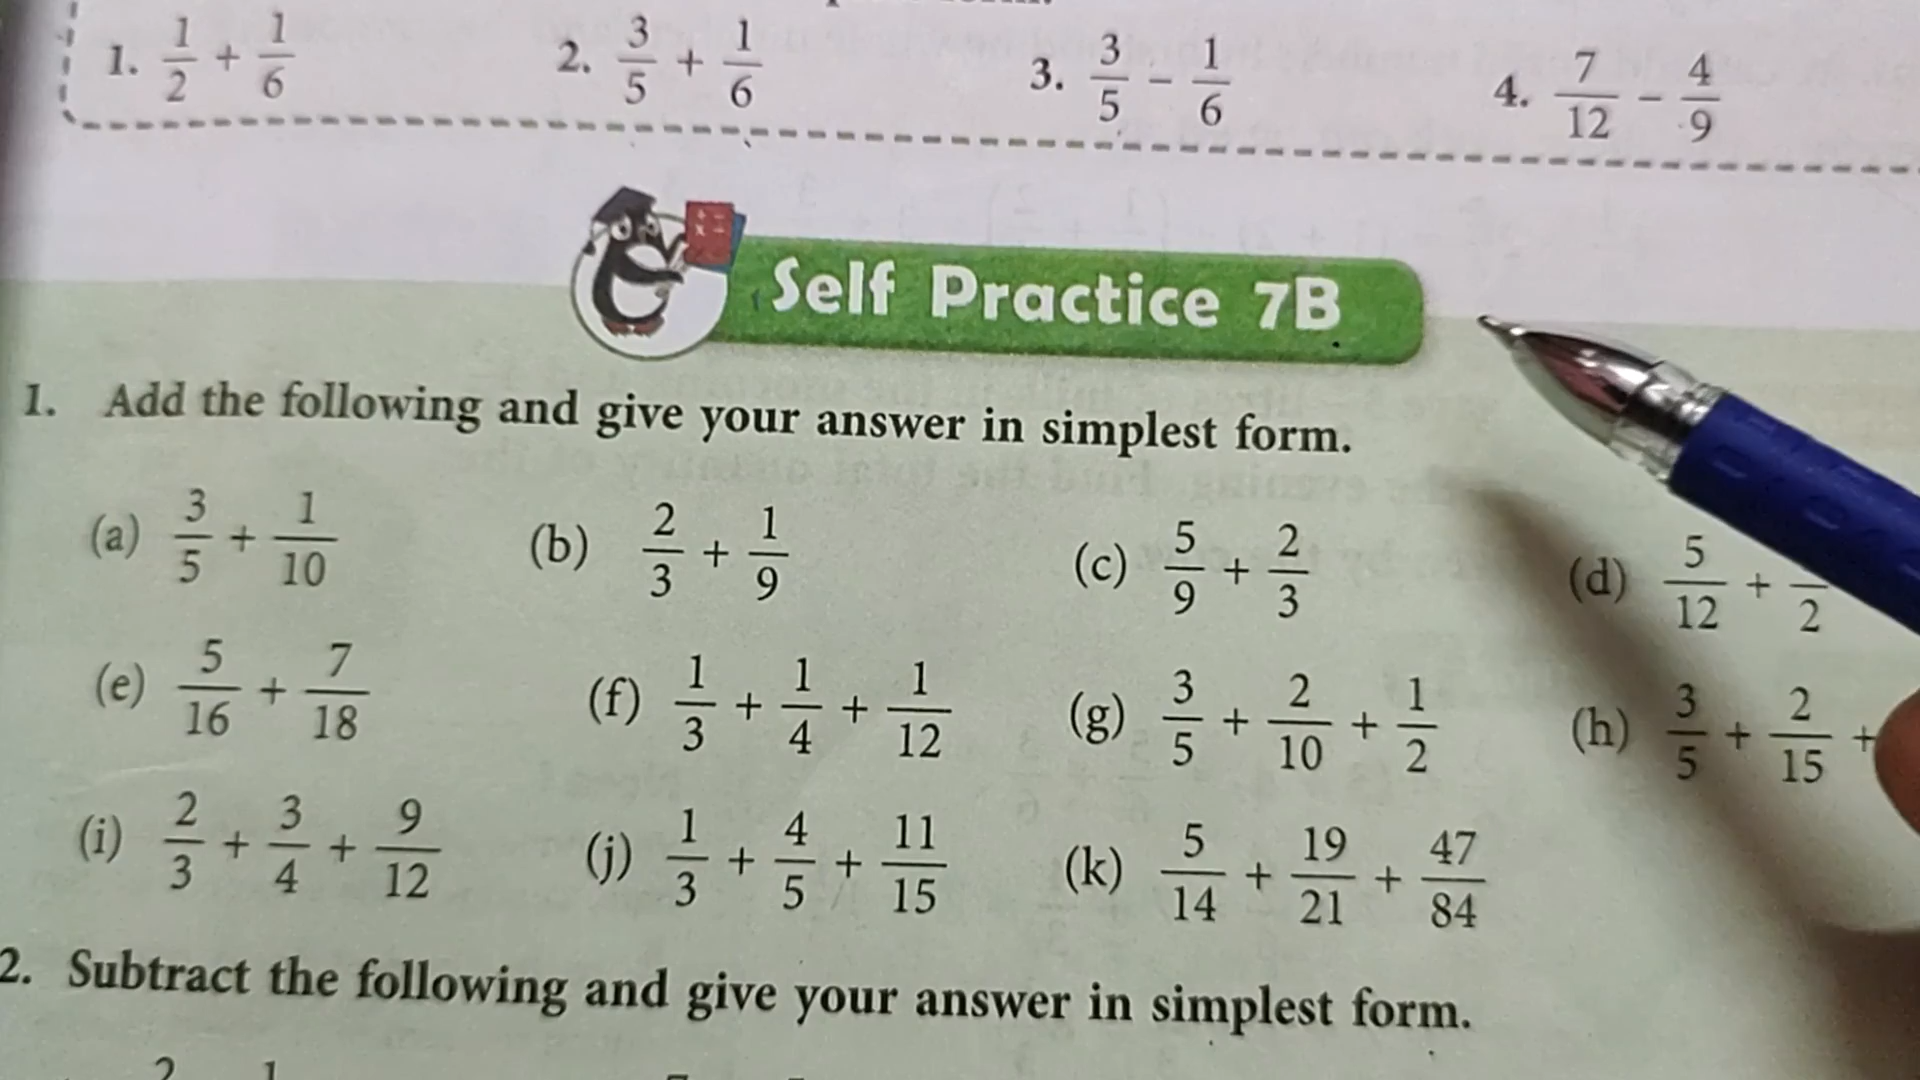 1. 1/2 + 1/6 2. 3/5 + 1/6 3. 3/5 − 1/6 4. 7/12 − 4/9
Self Practice 7B
1. Add the following and give your answer in simplest form.
(a) 3/5 + 1/10 (b) 2/3 + 1/9 (c) 5/9 + 2/3 (d) 5/12 + /2
(e) 5/16 + 7/18 (f) 1/3 + 1/4 + 1/12 (g) 3/5 + 2/10 + 1/2 (h) 3/5 + 2/15 +
(i) 2/3 + 3/4 + 9/12 (j) 1/3 + 4/5 + 11/15 (k) 5/14 + 19/21 + 47/84
2. Subtract the following and give your answer in simplest form.